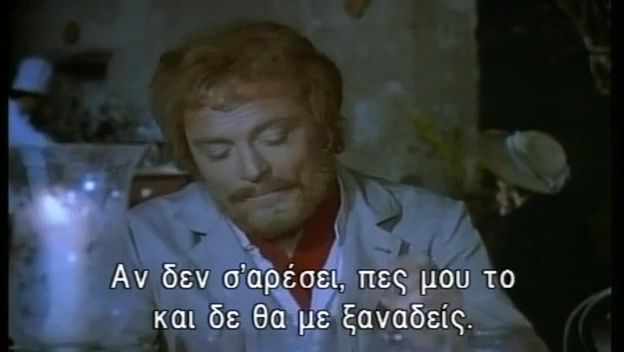 Αν δεν σ'αρέσει, πες μου το
και δε θα με ξαναδείς.